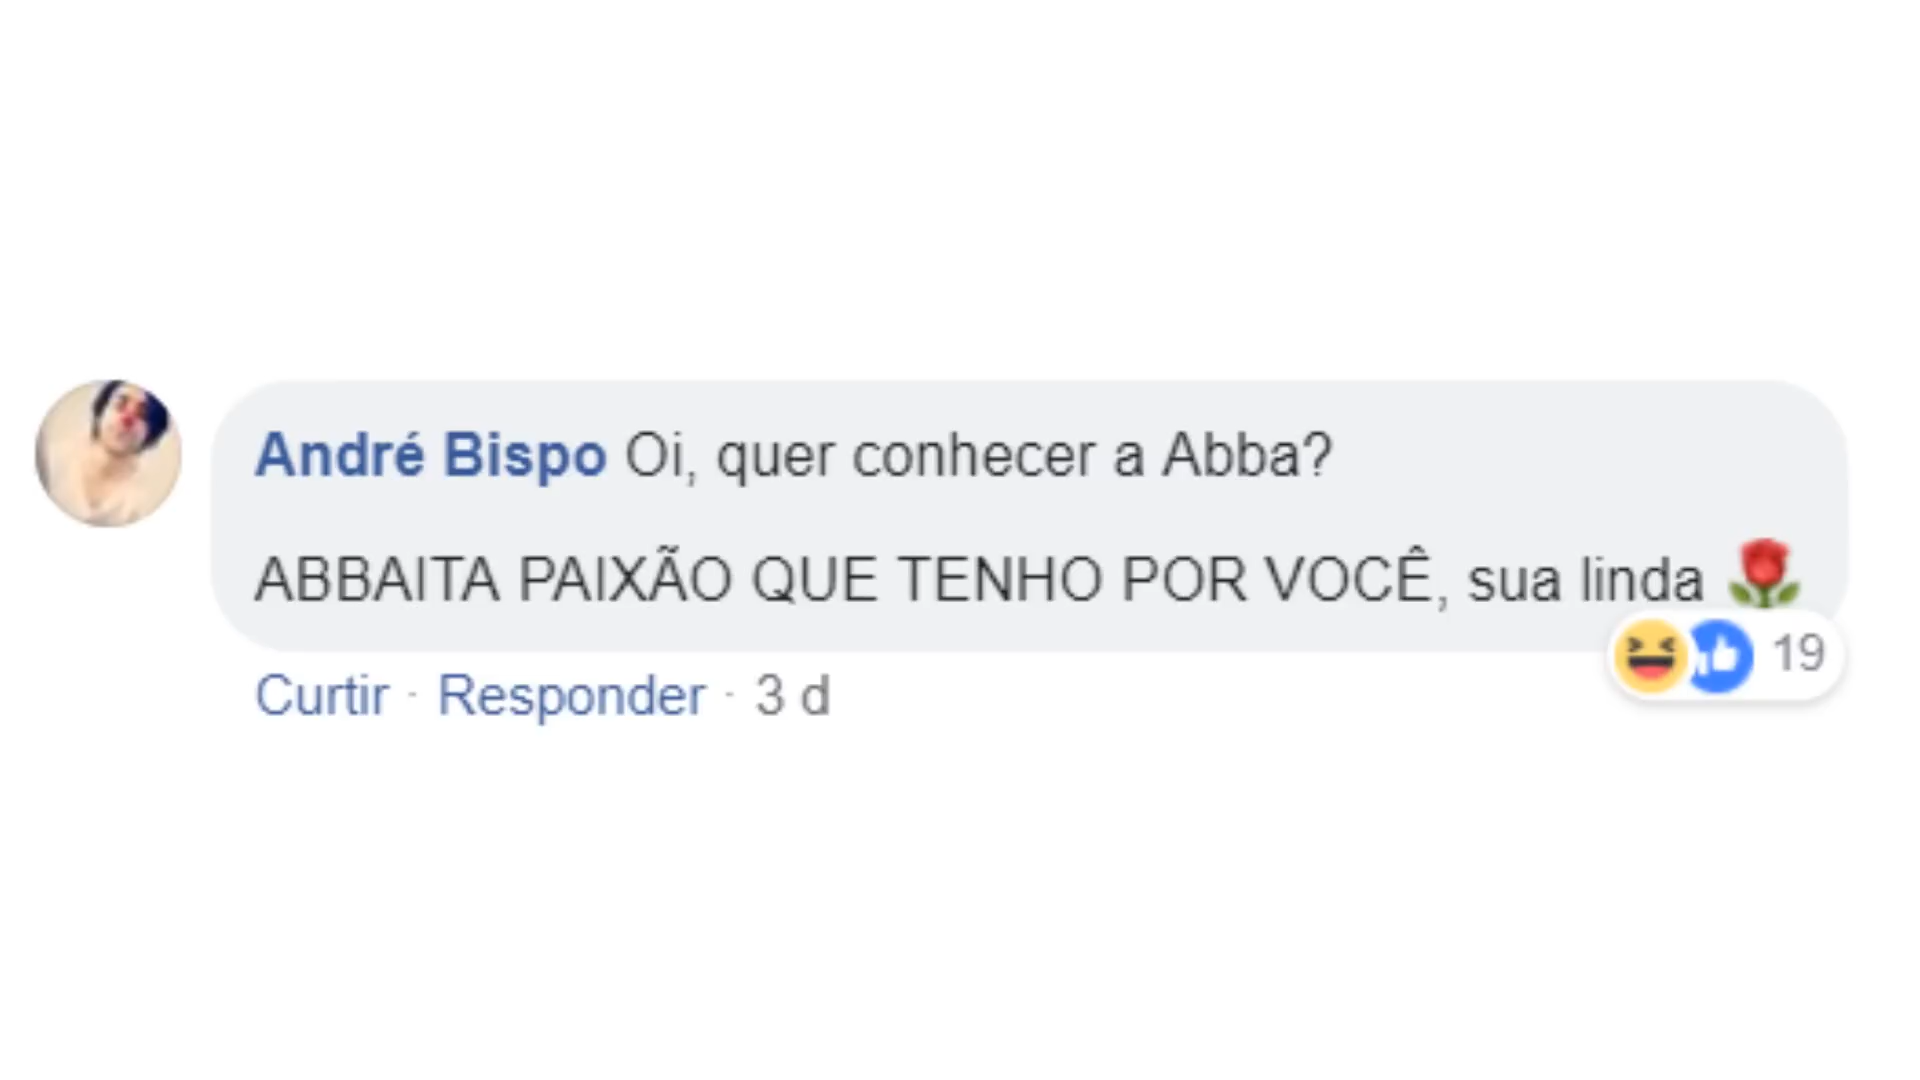 André Bispo Oi, quer conhecer a Abba?
ABBAITA PAIXÃO QUE TENHO POR VOCÊ, sua linda 🌹
19
Curtir · Responder · 3 d